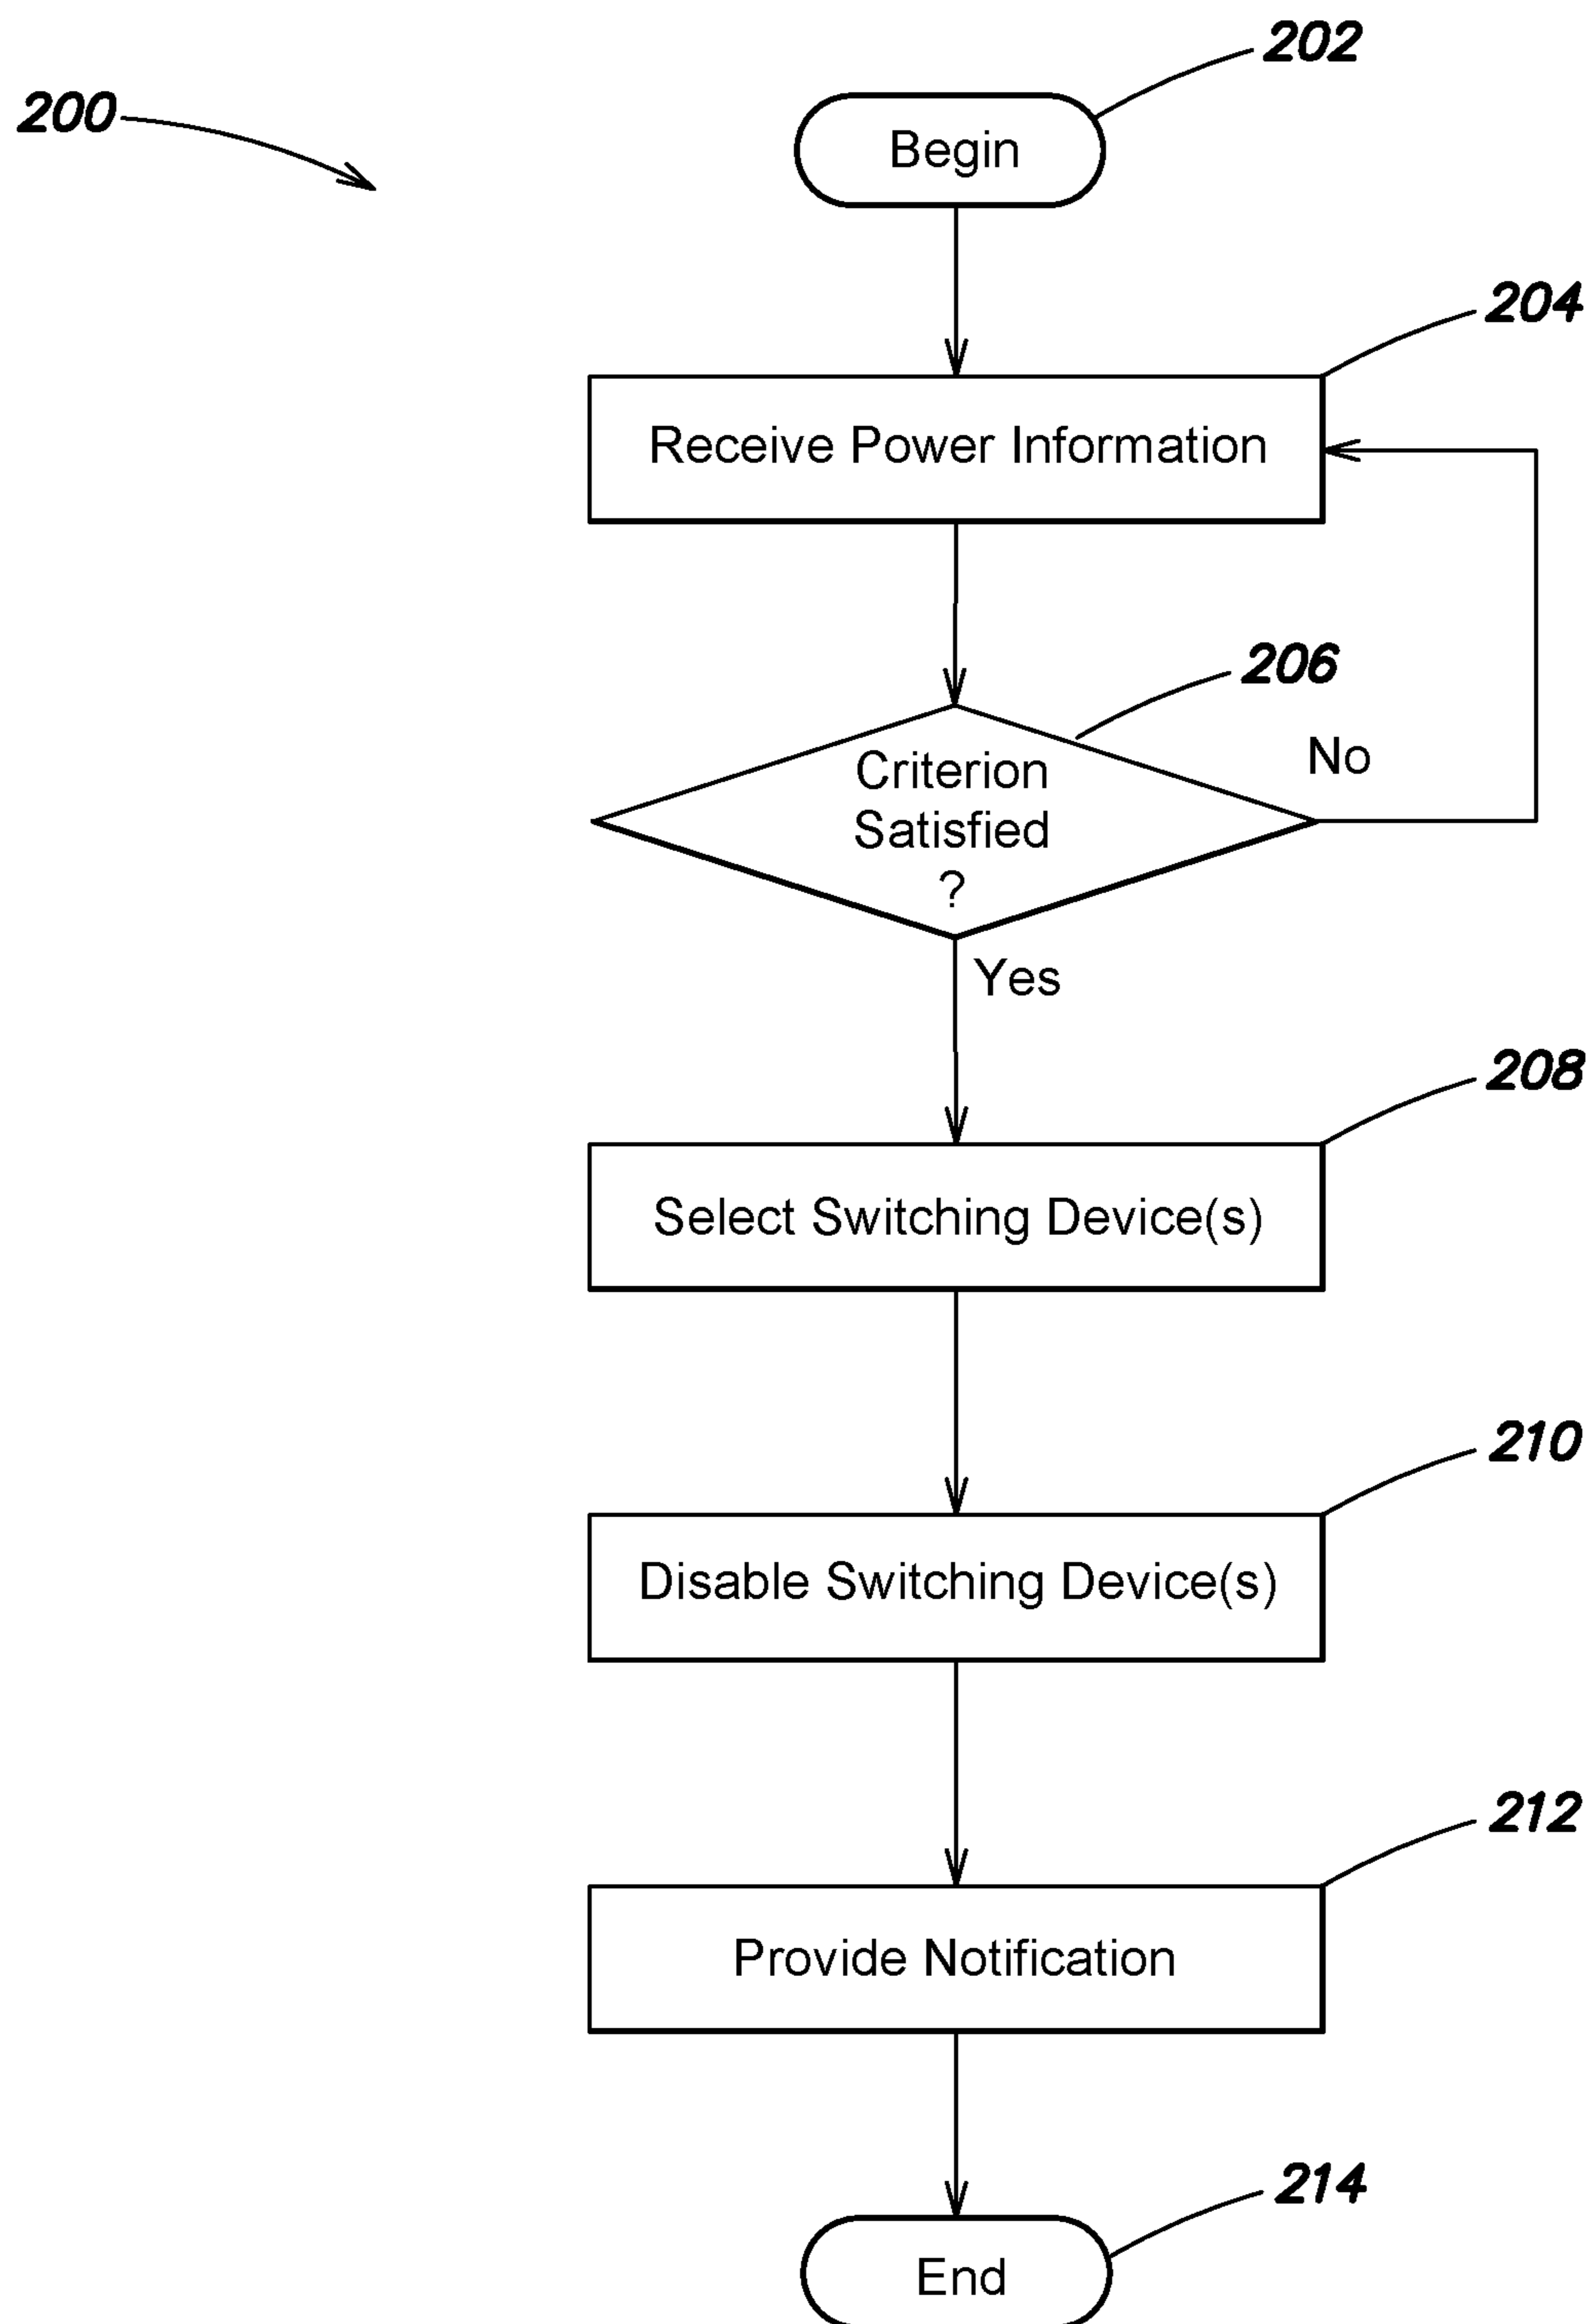 202
200
Begin
204
Receive Power Information
206
No
Criterion
Satisfied
?
Yes
208
Select Switching Device(s)
210
Disable Switching Device(s)
212
Provide Notification
214
End